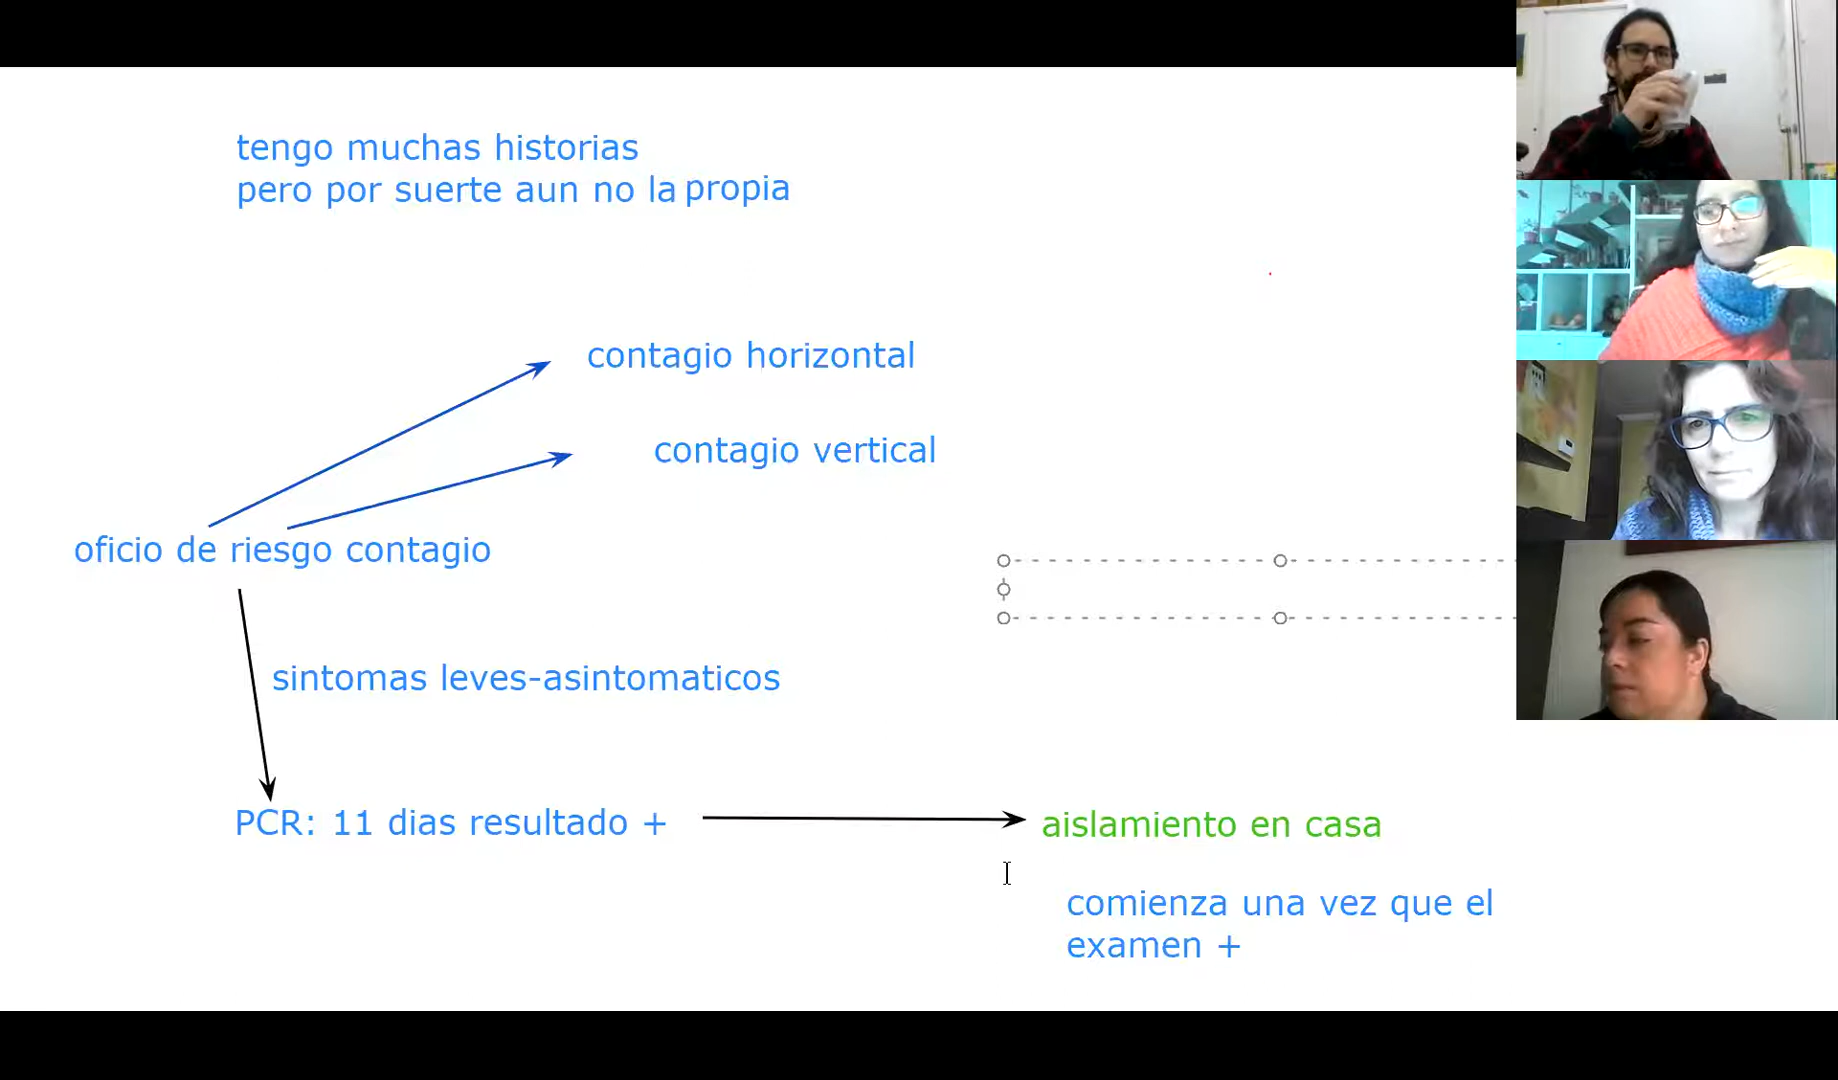 tengo muchas historias
pero por suerte aun no la propia
contagio horizontal
contagio vertical
oficio de riesgo contagio
sintomas leves-asintomaticos
PCR: 11 dias resultado +
aislamiento en casa
comienza una vez que el
examen +